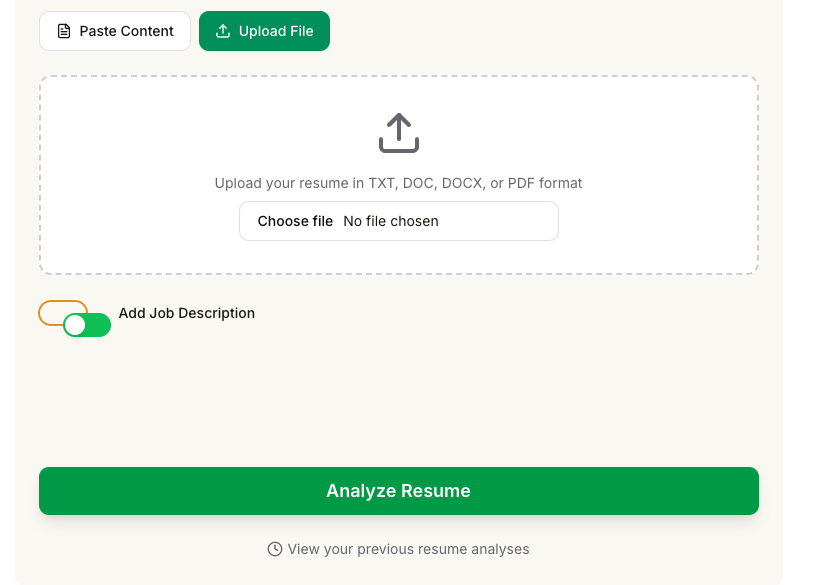 Paste Content
Upload File
Upload your resume in TXT, DOC, DOCX, or PDF format
Choose file No file chosen
Add Job Description
Analyze Resume
View your previous resume analyses